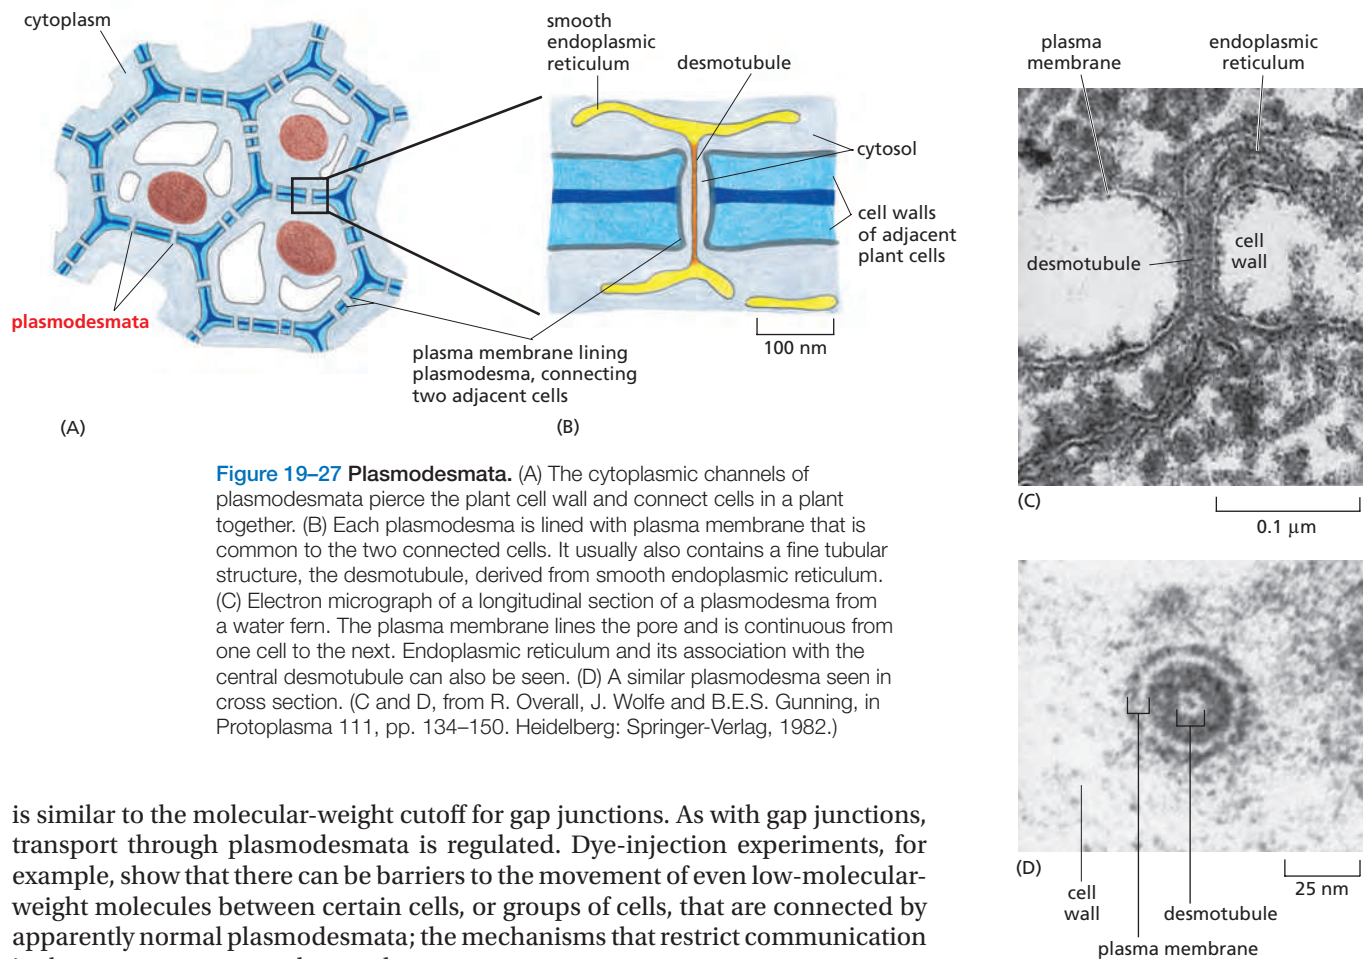 cytoplasm
smooth
endoplasmic
reticulum
desmotubule
cytosol
cell walls
of adjacent
plant cells
plasmodesmata
100 nm
plasma membrane lining
plasmodesma, connecting
two adjacent cells
(A)
(B)
plasma
membrane
endoplasmic
reticulum
desmotubule
cell
wall
(C)
0.1 µm
(D)
25 nm
cell
wall
desmotubule
plasma membrane
Figure 19–27 Plasmodesmata. (A) The cytoplasmic channels of
plasmodesmata pierce the plant cell wall and connect cells in a plant
together. (B) Each plasmodesma is lined with plasma membrane that is
common to the two connected cells. It usually also contains a fine tubular
structure, the desmotubule, derived from smooth endoplasmic reticulum.
(C) Electron micrograph of a longitudinal section of a plasmodesma from
a water fern. The plasma membrane lines the pore and is continuous from
one cell to the next. Endoplasmic reticulum and its association with the
central desmotubule can also be seen. (D) A similar plasmodesma seen in
cross section. (C and D, from R. Overall, J. Wolfe and B.E.S. Gunning, in
Protoplasma 111, pp. 134–150. Heidelberg: Springer-Verlag, 1982.)
is similar to the molecular-weight cutoff for gap junctions. As with gap junctions,
transport through plasmodesmata is regulated. Dye-injection experiments, for
example, show that there can be barriers to the movement of even low-molecular-
weight molecules between certain cells, or groups of cells, that are connected by
apparently normal plasmodesmata; the mechanisms that restrict communication